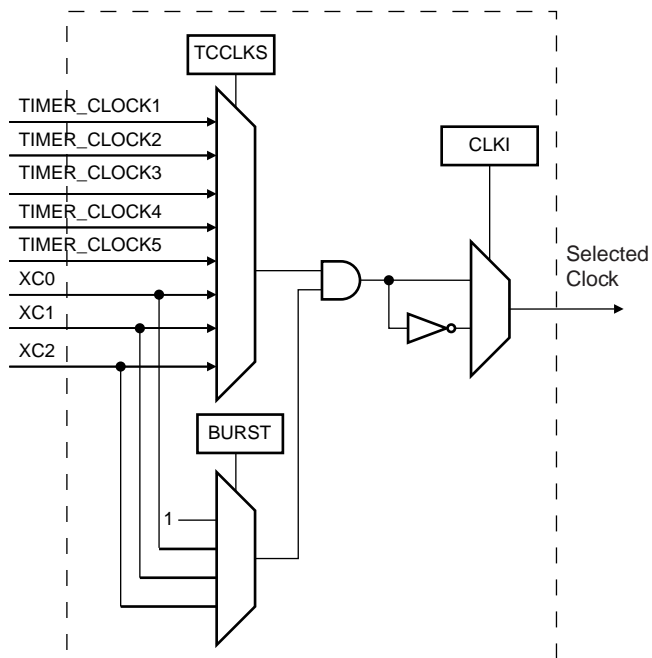 TCCLKS
TIMER_CLOCK1
TIMER_CLOCK2
TIMER_CLOCK3
TIMER_CLOCK4
TIMER_CLOCK5
XC0
XC1
XC2
CLKI
Selected
Clock
BURST
1